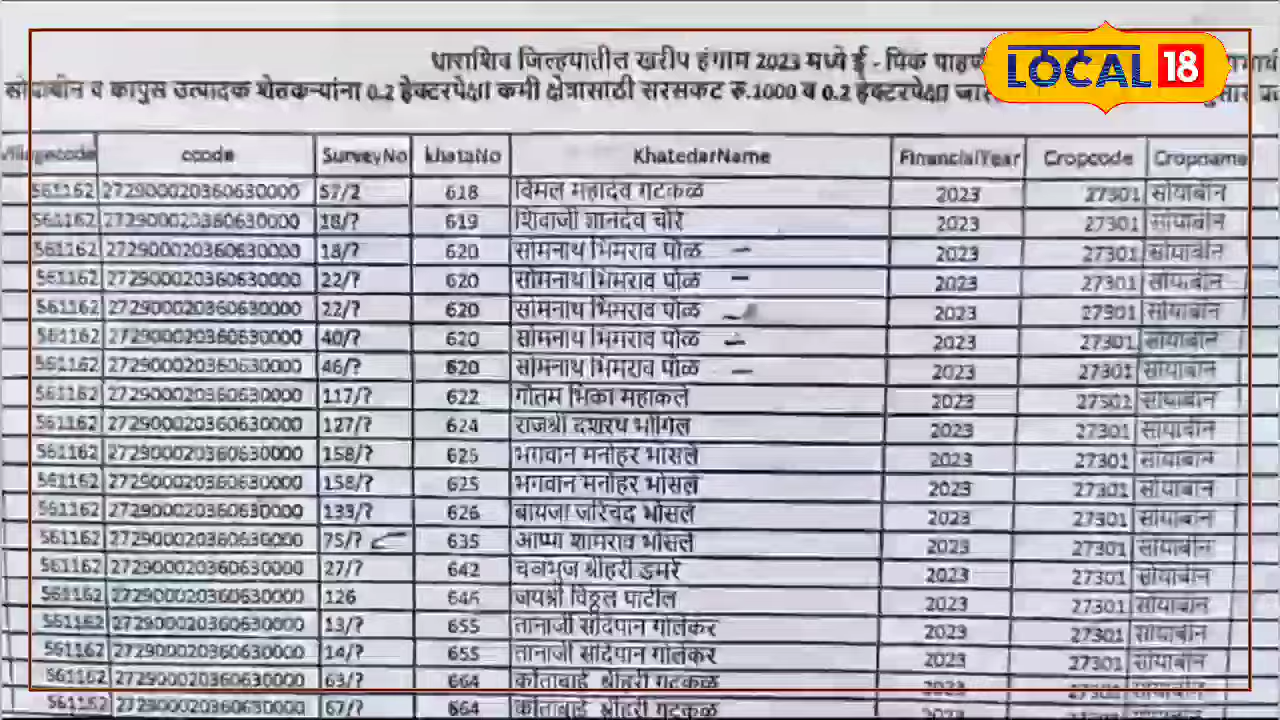 धाराशिव जिल्हयातील खरीप हंगाम 2023 मध्ये ई - पिक पाहणी
सोयाबीन व कापुस उत्पादक शेतकऱ्यांना 0.2 हेक्टरपेक्षा कमी क्षेत्रासाठी सरसकट रु.1000 व 0.2 हेक्टरपेक्षा
LOCAL 18
Villagecode ccode SurveyNo khataNo KhatedarName FinancialYear Cropcode Cropname
561162 272900020360630000 57/2 618 विमल महादेव गटकळ 2023 27301 सोयाबीन
561162 272900020360630000 18/? 619 शिवाजी ज्ञानदेव चोरे 2023 27301 सोयाबीन
561162 272900020360630000 18/? 620 सोमनाथ भिमराव पोळ 2023 27301 सोयाबीन
561162 272900020360630000 22/? 620 सोमनाथ भिमराव पोळ 2023 27301 सोयाबीन
561162 272900020360630000 22/? 620 सोमनाथ भिमराव पोळ 2023 27301 सोयाबीन
561162 272900020360630000 40/? 620 सोमनाथ भिमराव पोळ 2023 27301 सोयाबीन
561162 272900020360630000 46/? 620 सोमनाथ भिमराव पोळ 2023 27301 सोयाबीन
561162 272900020360630000 117/? 622 गौतम भिका महाकले 2023 27301 सोयाबीन
561162 272900020360630000 127/? 624 राजश्री दशरथ भोगिल 2023 27301 सोयाबीन
561162 272900020360630000 158/? 625 भगवान मनोहर भोसले 2023 27301 सोयाबीन
561162 272900020360630000 158/? 625 भगवान मनोहर भोसले 2023 27301 सोयाबीन
561162 272900020360630000 133/? 626 बायजा जरिचंद भोसले 2023 27301 सोयाबीन
561162 272900020360630000 75/? 635 आप्पा शामराव भोसले 2023 27301 सोयाबीन
561162 272900020360630000 27/? 642 श्रीहरी डमरे 2023 27301 सोयाबीन
561162 272900020360630000 126 646 जयश्री विठ्ठल पाटील 2023 27301 सोयाबीन
561162 272900020360630000 13/? 655 तानाजी संदिपान गोलेकर 2023 27301 सोयाबीन
561162 272900020360630000 14/? 655 तानाजी संदिपान गोलेकर 2023 27301 सोयाबीन
561162 272900020360630000 63/? 664 कौताबाई श्रीहरी गटकळ 2023 27301 सोयाबीन
561162 272900020360630000 67/? 664 कौताबाई श्रीहरी गटकळ